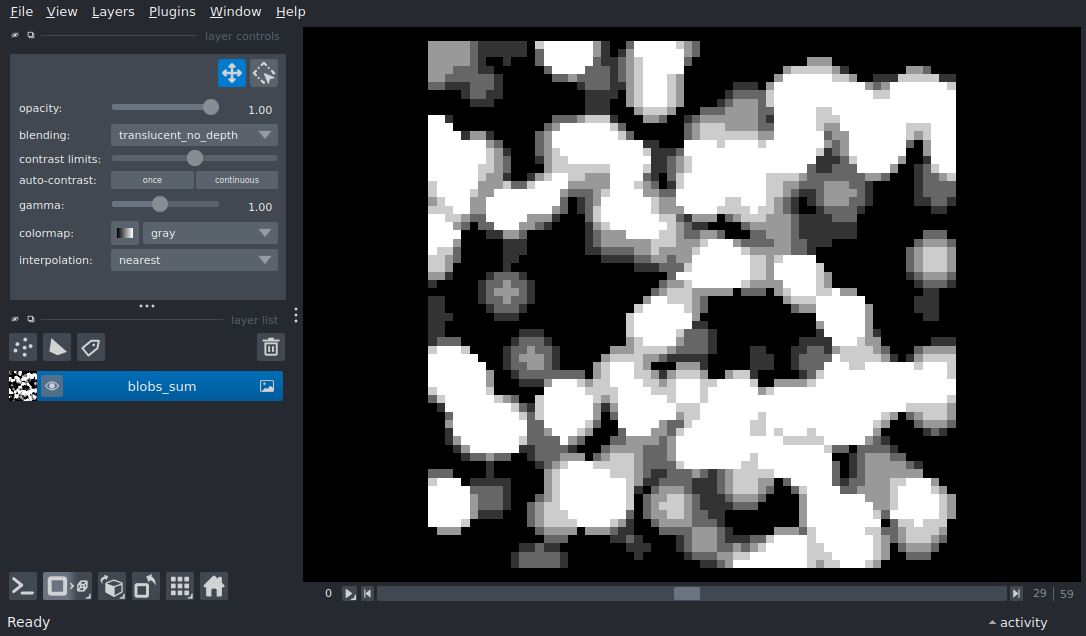 File View Layers Plugins Window Help
layer controls
opacity: 1.00
blending: translucent_no_depth
contrast limits:
auto-contrast: once continuous
gamma: 1.00
colormap: gray
interpolation: nearest
layer list
blobs_sum
0 29 59
Ready activity